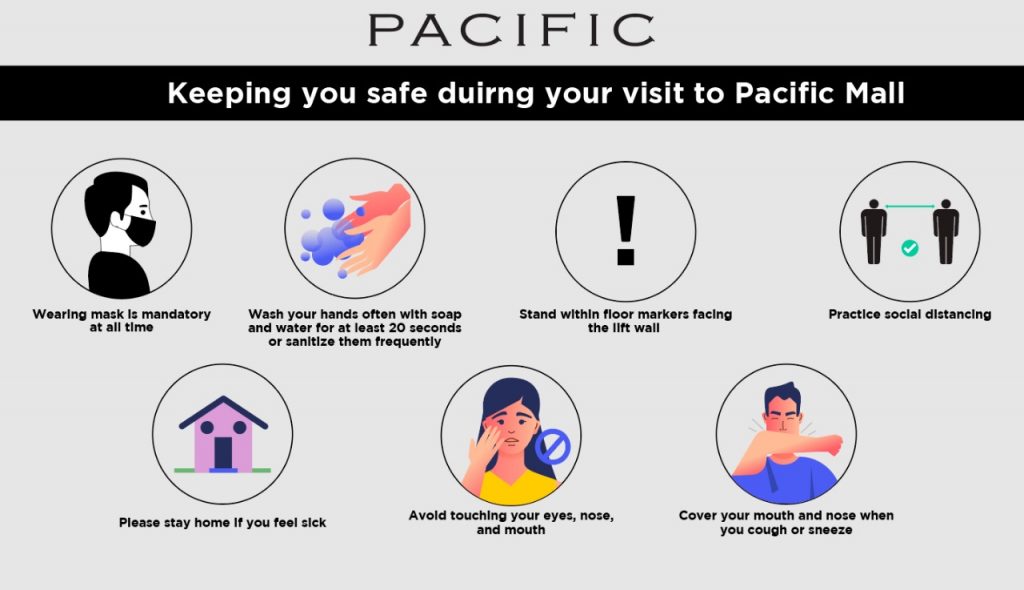 PACIFIC
Keeping you safe duirng your visit to Pacific Mall
Wearing mask is mandatory
at all time
Wash your hands often with soap
and water for at least 20 seconds
or sanitize them frequently
Stand within floor markers facing
the lift wall
Practice social distancing
Please stay home if you feel sick
Avoid touching your eyes, nose,
and mouth
Cover your mouth and nose when
you cough or sneeze